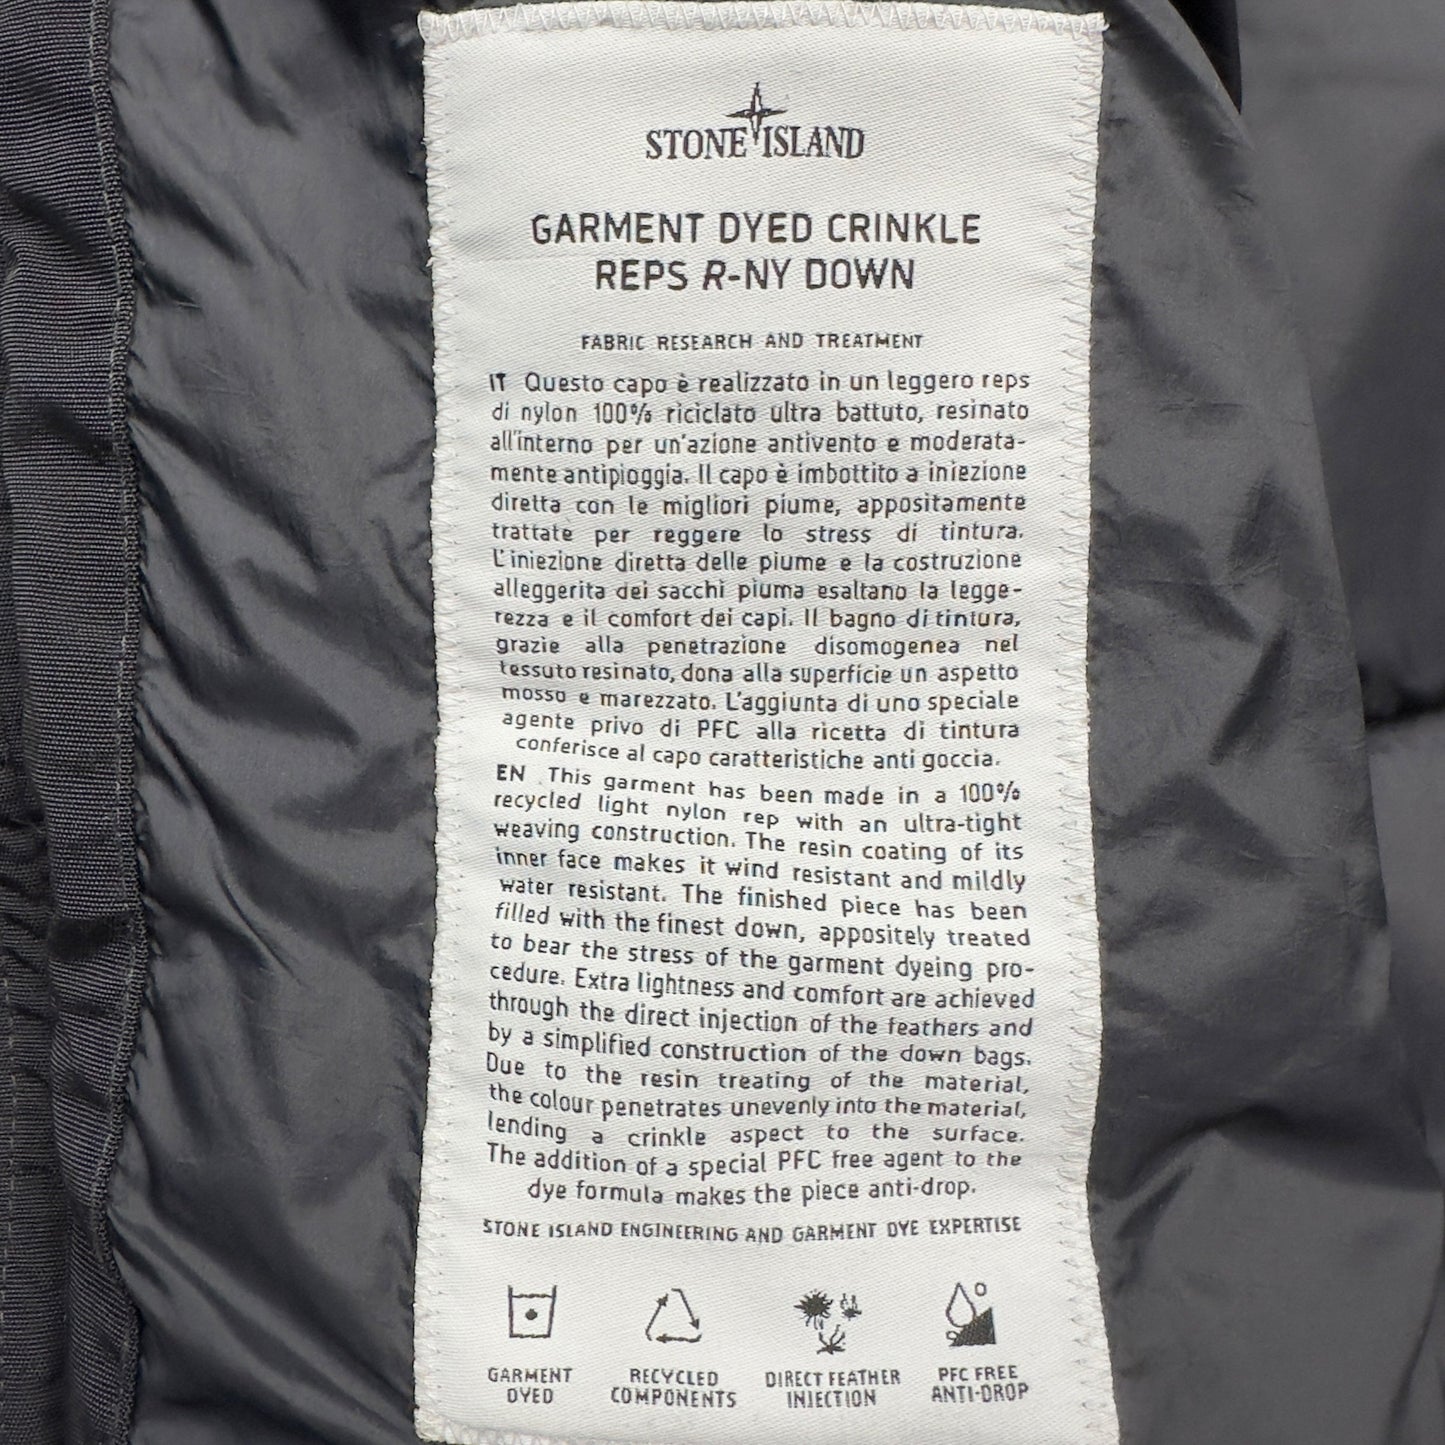 STONE ISLAND
GARMENT DYED CRINKLE
REPS R-NY DOWN
FABRIC RESEARCH AND TREATMENT
IT Questo capo è realizzato in un leggero reps
di nylon 100% riciclato ultra battuto, resinato
all'interno per un'azione antivento e moderata-
mente antipioggia. Il capo è imbottito a iniezione
diretta con le migliori piume, appositamente
trattate per reggere lo stress di tintura.
L'iniezione diretta delle piume e la costruzione
alleggerita dei sacchi piuma esaltano la legge-
rezza e il comfort dei capi. Il bagno di tintura,
grazie alla penetrazione disomogenea nel
tessuto resinato, dona alla superficie un aspetto
mosso e marezzato. L'aggiunta di uno speciale
agente privo di PFC alla ricetta di tintura
conferisce al capo caratteristiche anti goccia.
EN This garment has been made in a 100%
recycled light nylon rep with an ultra-tight
weaving construction. The resin coating of its
inner face makes it wind resistant and mildly
water resistant. The finished piece has been
filled with the finest down, appositely treated
to bear the stress of the garment dyeing pro-
cedure. Extra lightness and comfort are achieved
through the direct injection of the feathers and
by a simplified construction of the down bags.
Due to the resin treating of the material,
the colour penetrates unevenly into the material,
lending a crinkle aspect to the surface.
The addition of a special PFC free agent to the
dye formula makes the piece anti-drop.
STONE ISLAND ENGINEERING AND GARMENT DYE EXPERTISE
GARMENT
DYED
RECYCLED
COMPONENTS
DIRECT FEATHER
INJECTION
PFC FREE
ANTI-DROP